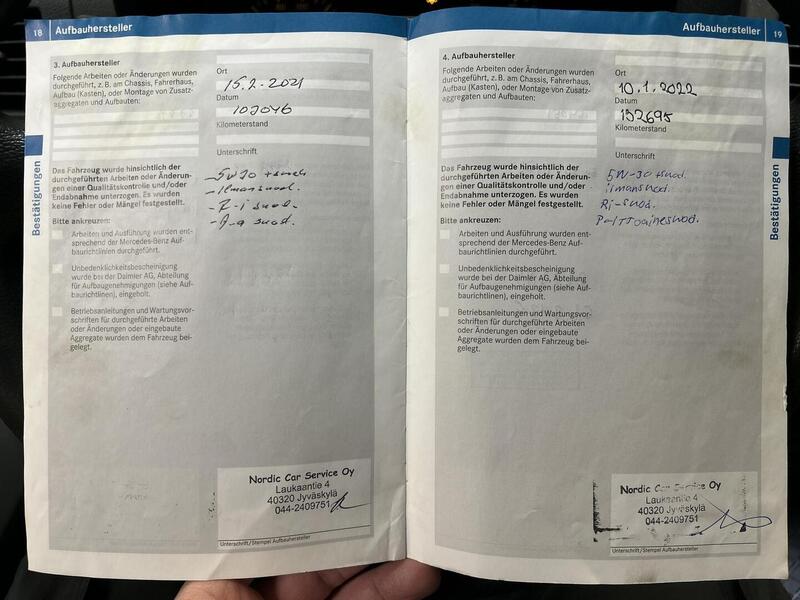 18 Aufbauhersteller
3. Aufbauhersteller
Folgende Arbeiten oder Änderungen wurden
durchgeführt, z.B. am Chassis, Fahrerhaus,
Aufbau (Kasten), oder Montage von Zusatz-
aggregaten und Aufbauten:
Das Fahrzeug wurde hinsichtlich der
durchgeführten Arbeiten oder Änderun-
gen einer Qualitätskontrolle und/oder
Endabnahme unterzogen. Es wurden
keine Fehler oder Mängel festgestellt.
Bitte ankreuzen:
Arbeiten und Ausführung wurden ent-
sprechend der Mercedes-Benz Auf-
baurichtlinien durchgeführt.
Unbedenklichkeitsbescheinigung
wurde bei der Daimler AG, Abteilung
für Aufbaugenehmigungen (siehe Auf-
baurichtlinien), eingeholt.
Betriebsanleitungen und Wartungsvor-
schriften für durchgeführte Arbeiten
oder Änderungen oder eingebaute
Aggregate wurden dem Fahrzeug bei-
gelegt.
Bestätigungen
Ort
15.2.2021
Datum
Kilometerstand
Unterschrift
- 5W30 + suod
- Ilmansuod.
- R-i suod.
- A-q suod.
Nordic Car Service Oy
Laukaantie 4
40320 Jyväskylä
044-2409751
Unterschrift/Stempel Aufbauhersteller
Aufbauhersteller 19
4. Aufbauhersteller
Folgende Arbeiten oder Änderungen wurden
durchgeführt, z.B. am Chassis, Fahrerhaus,
Aufbau (Kasten), oder Montage von Zusatz-
aggregaten und Aufbauten:
Das Fahrzeug wurde hinsichtlich der
durchgeführten Arbeiten oder Änderun-
gen einer Qualitätskontrolle und/oder
Endabnahme unterzogen. Es wurden
keine Fehler oder Mängel festgestellt.
Bitte ankreuzen:
Arbeiten und Ausführung wurden ent-
sprechend der Mercedes-Benz Auf-
baurichtlinien durchgeführt.
Unbedenklichkeitsbescheinigung
wurde bei der Daimler AG, Abteilung
für Aufbaugenehmigungen (siehe Auf-
baurichtlinien), eingeholt.
Betriebsanleitungen und Wartungsvor-
schriften für durchgeführte Arbeiten
oder Änderungen oder eingebaute
Aggregate wurden dem Fahrzeug bei-
gelegt.
Ort
10.1.2022
Datum
152695
Kilometerstand
Unterschrift
5W-30 + suod.
ilmansuod.
Ri-suod.
Polttoainesuod.
Nordic Car Service Oy
Laukaantie 4
40320 Jyväskylä
044-2409751
Unterschrift/Stempel Aufbauhersteller
Bestätigungen